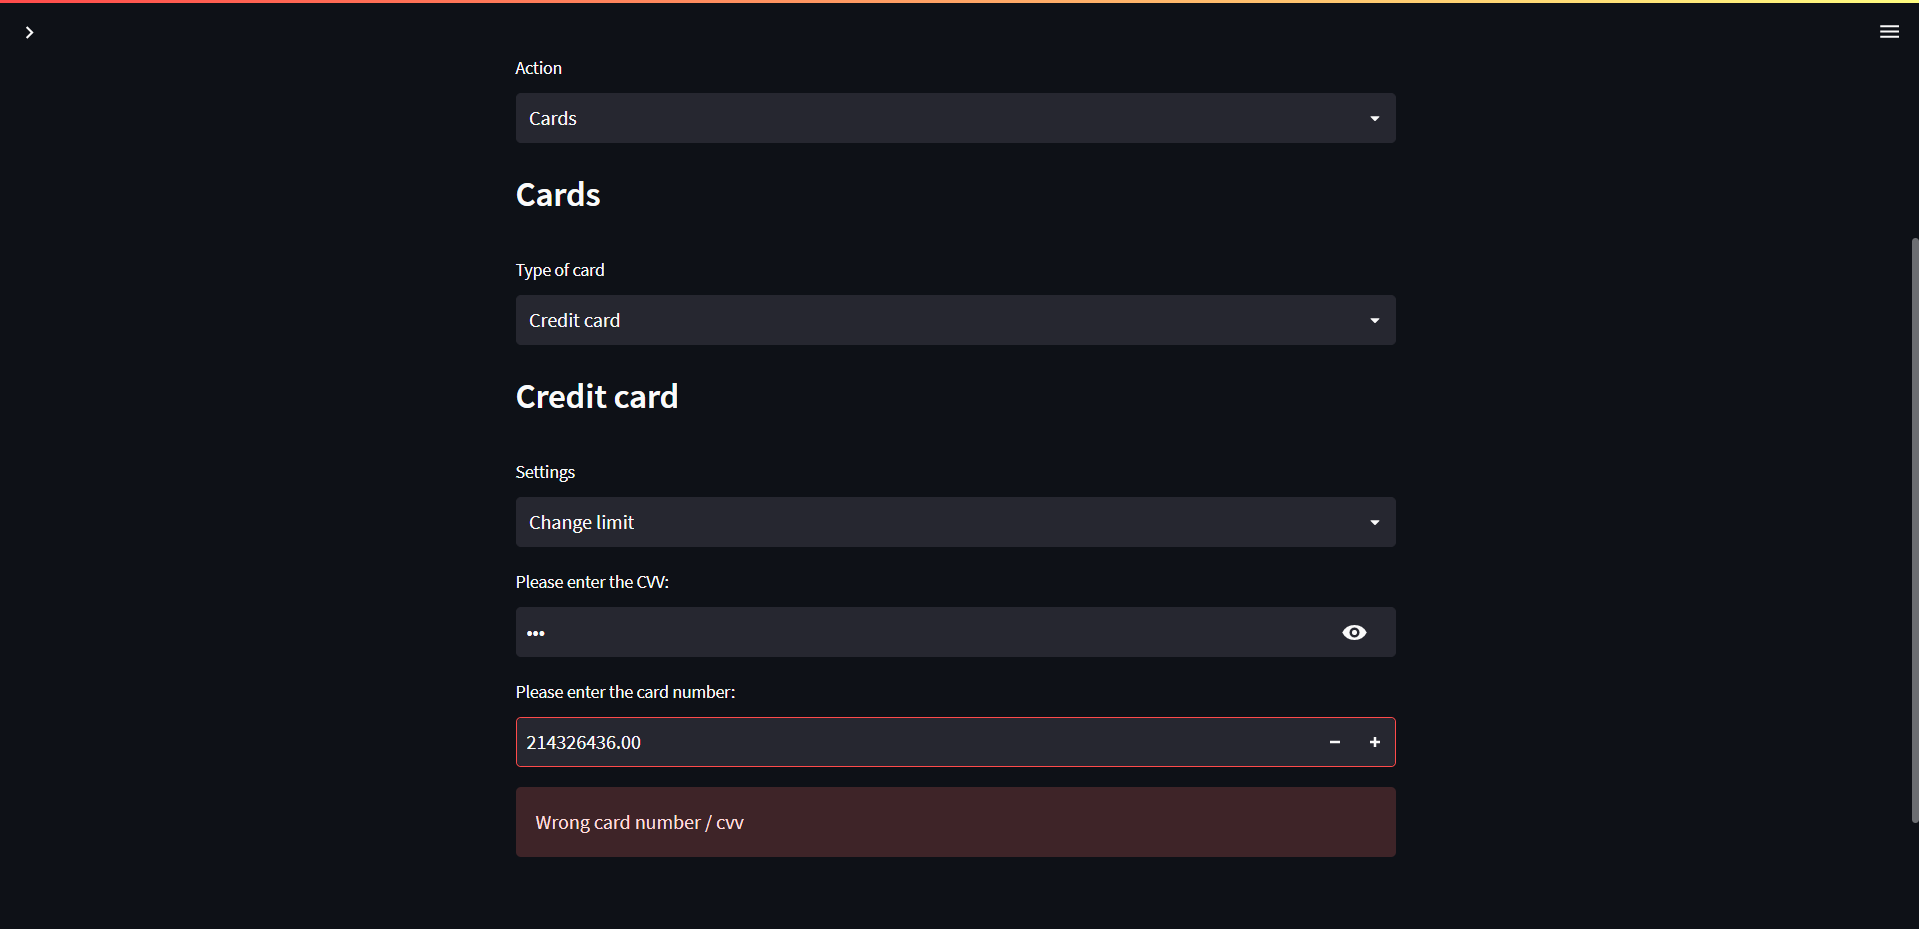 Action
Cards
Cards
Type of card
Credit card
Credit card
Settings
Change limit
Please enter the CVV:
•••
Please enter the card number:
214326436.00
Wrong card number / cvv